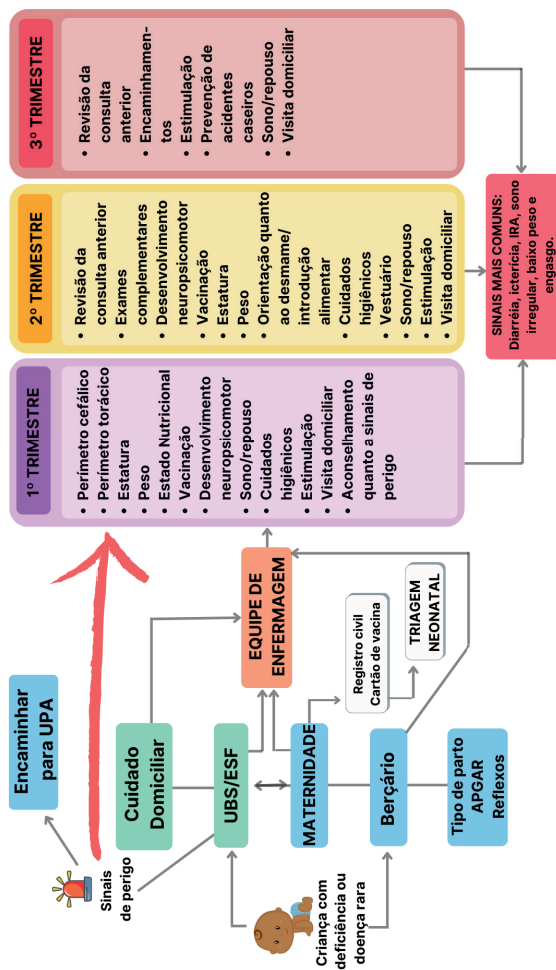 Encaminhar
para UPA
Sinais
de perigo
Cuidado
Domiciliar
UBS/ESF
MATERNIDADE
Berçário
Tipo de parto
APGAR
Reflexos
Criança com
deficiência ou
doença rara
EQUIPE DE
ENFERMAGEM
Registro civil
Cartão de vacina
TRIAGEM
NEONATAL
1º TRIMESTRE
• Perímetro cefálico
• Perímetro torácico
• Estatura
• Peso
• Estado Nutricional
• Vacinação
• Desenvolvimento
neuropsicomotor
• Sono/repouso
• Cuidados
higiênicos
• Estimulação
• Visita domiciliar
• Aconselhamento
quanto a sinais de
perigo
2º TRIMESTRE
• Revisão da
consulta anterior
• Exames
complementares
• Desenvolvimento
neuropsicomotor
• Vacinação
• Estatura
• Peso
• Orientação quanto
ao desmame/
introdução
alimentar
• Cuidados
higiênicos
• Vestuário
• Sono/repouso
• Estimulação
• Visita domiciliar
3º TRIMESTRE
• Revisão da
consulta
anterior
• Encaminhamen-
tos
• Estimulação
• Prevenção de
acidentes
caseiros
• Sono/repouso
• Visita domiciliar
SINAIS MAIS COMUNS:
Diarréia, icterícia, IRA, sono
irregular, baixo peso e
engasgo.